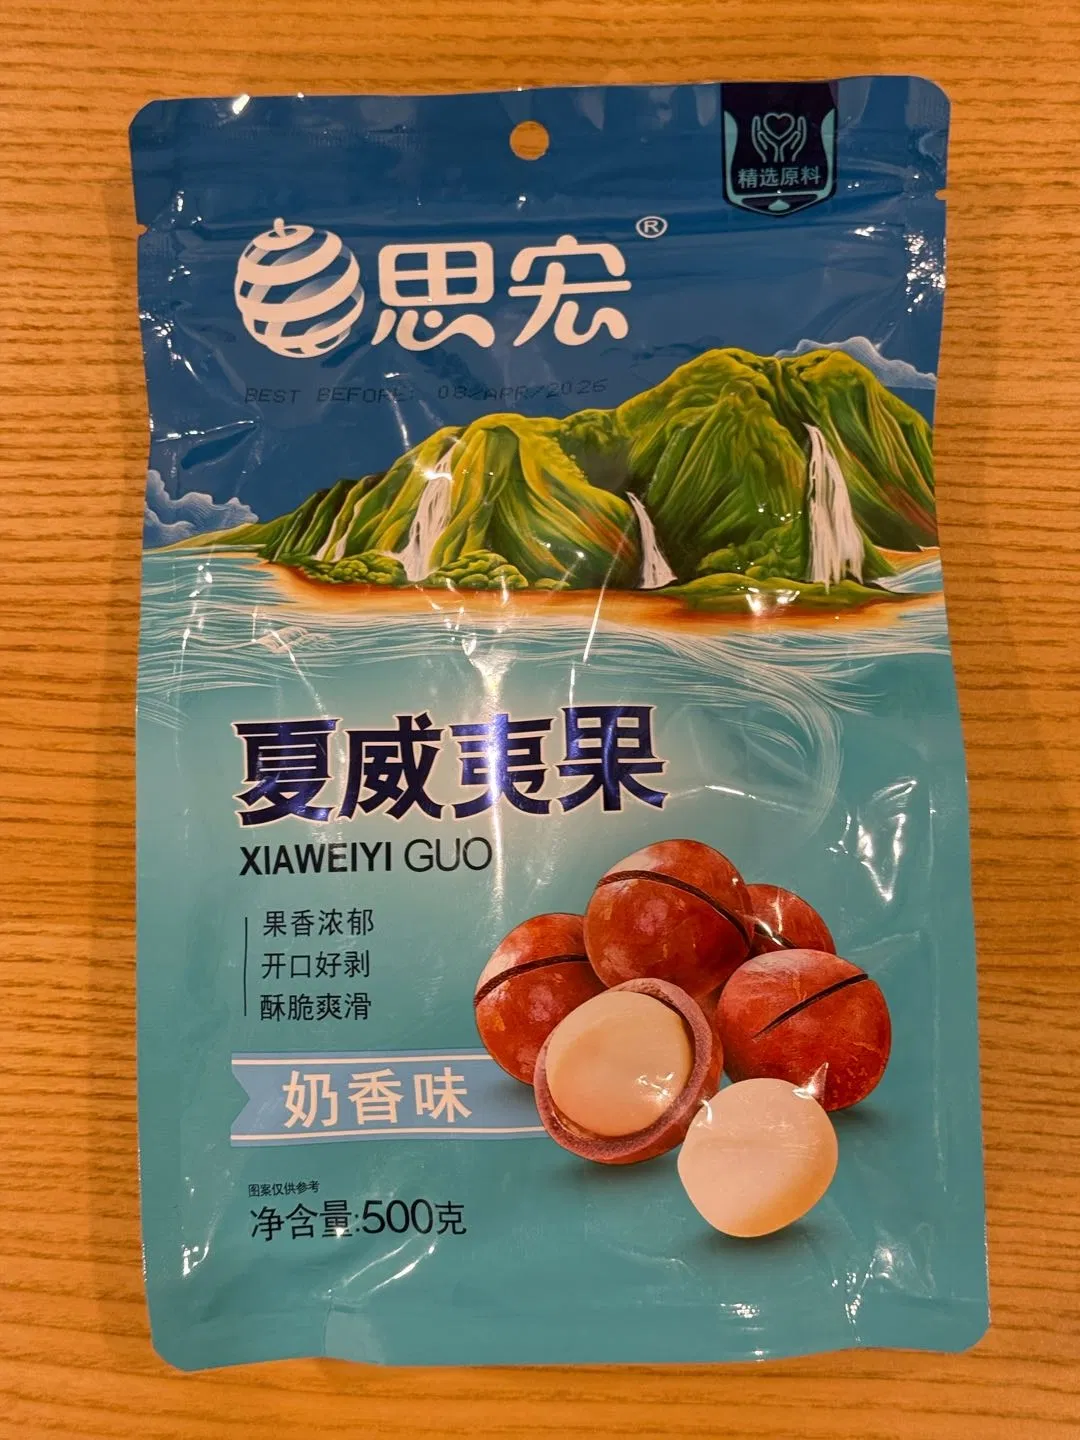 精选原料
思宏®
BEST BEFORE: 08/APR/2026
夏威夷果
XIAWEIYI GUO
果香浓郁
开口好剥
酥脆爽滑
奶香味
图案仅供参考
净含量:500克